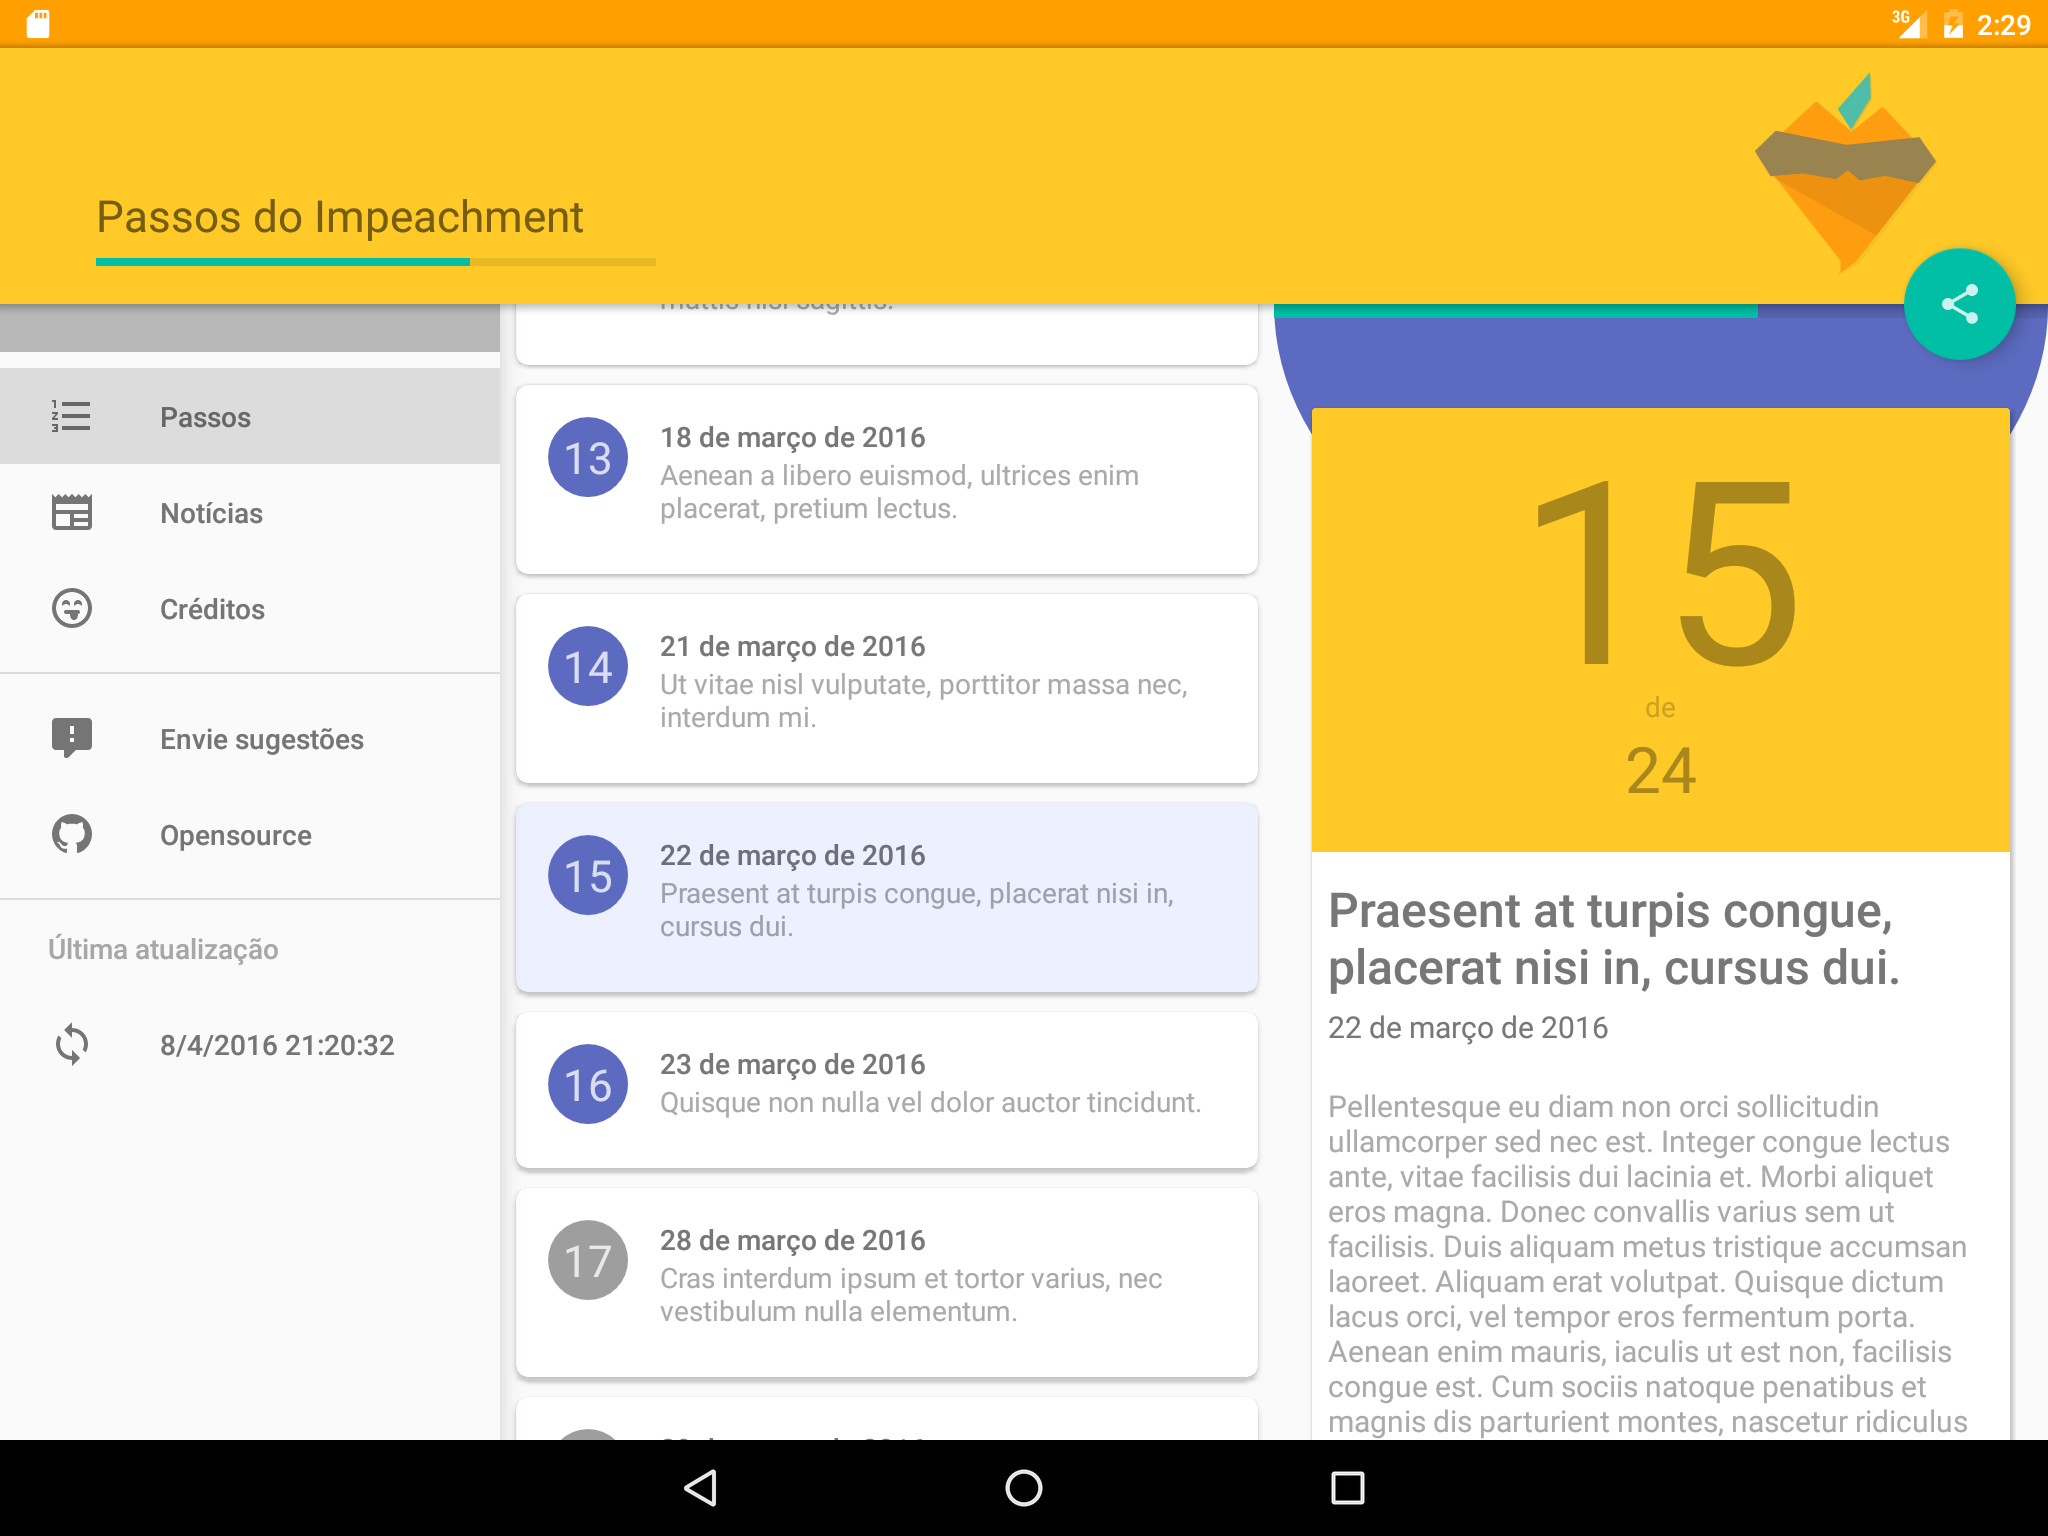 3G
2:29
Passos do Impeachment
Passos
Notícias
Créditos
Envie sugestões
Opensource
Última atualização
8/4/2016 21:20:32
mattis nisl sagittis.
13
18 de março de 2016
Aenean a libero euismod, ultrices enim
placerat, pretium lectus.
14
21 de março de 2016
Ut vitae nisl vulputate, porttitor massa nec,
interdum mi.
15
22 de março de 2016
Praesent at turpis congue, placerat nisi in,
cursus dui.
16
23 de março de 2016
Quisque non nulla vel dolor auctor tincidunt.
17
28 de março de 2016
Cras interdum ipsum et tortor varius, nec
vestibulum nulla elementum.
15
de
24
Praesent at turpis congue,
placerat nisi in, cursus dui.
22 de março de 2016
Pellentesque eu diam non orci sollicitudin
ullamcorper sed nec est. Integer congue lectus
ante, vitae facilisis dui lacinia et. Morbi aliquet
eros magna. Donec convallis varius sem ut
facilisis. Duis aliquam metus tristique accumsan
laoreet. Aliquam erat volutpat. Quisque dictum
lacus orci, vel tempor eros fermentum porta.
Aenean enim mauris, iaculis ut est non, facilisis
congue est. Cum sociis natoque penatibus et
magnis dis parturient montes, nascetur ridiculus